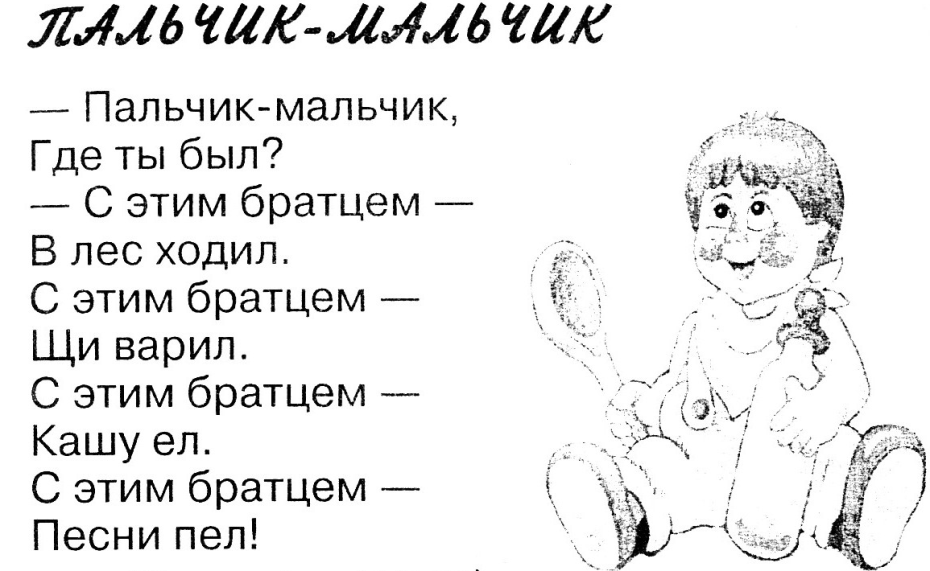 ПАЛЬЧИК-МАЛЬЧИК
— Пальчик-мальчик,
Где ты был?
— С этим братцем —
В лес ходил.
С этим братцем —
Щи варил.
С этим братцем —
Кашу ел.
С этим братцем —
Песни пел!